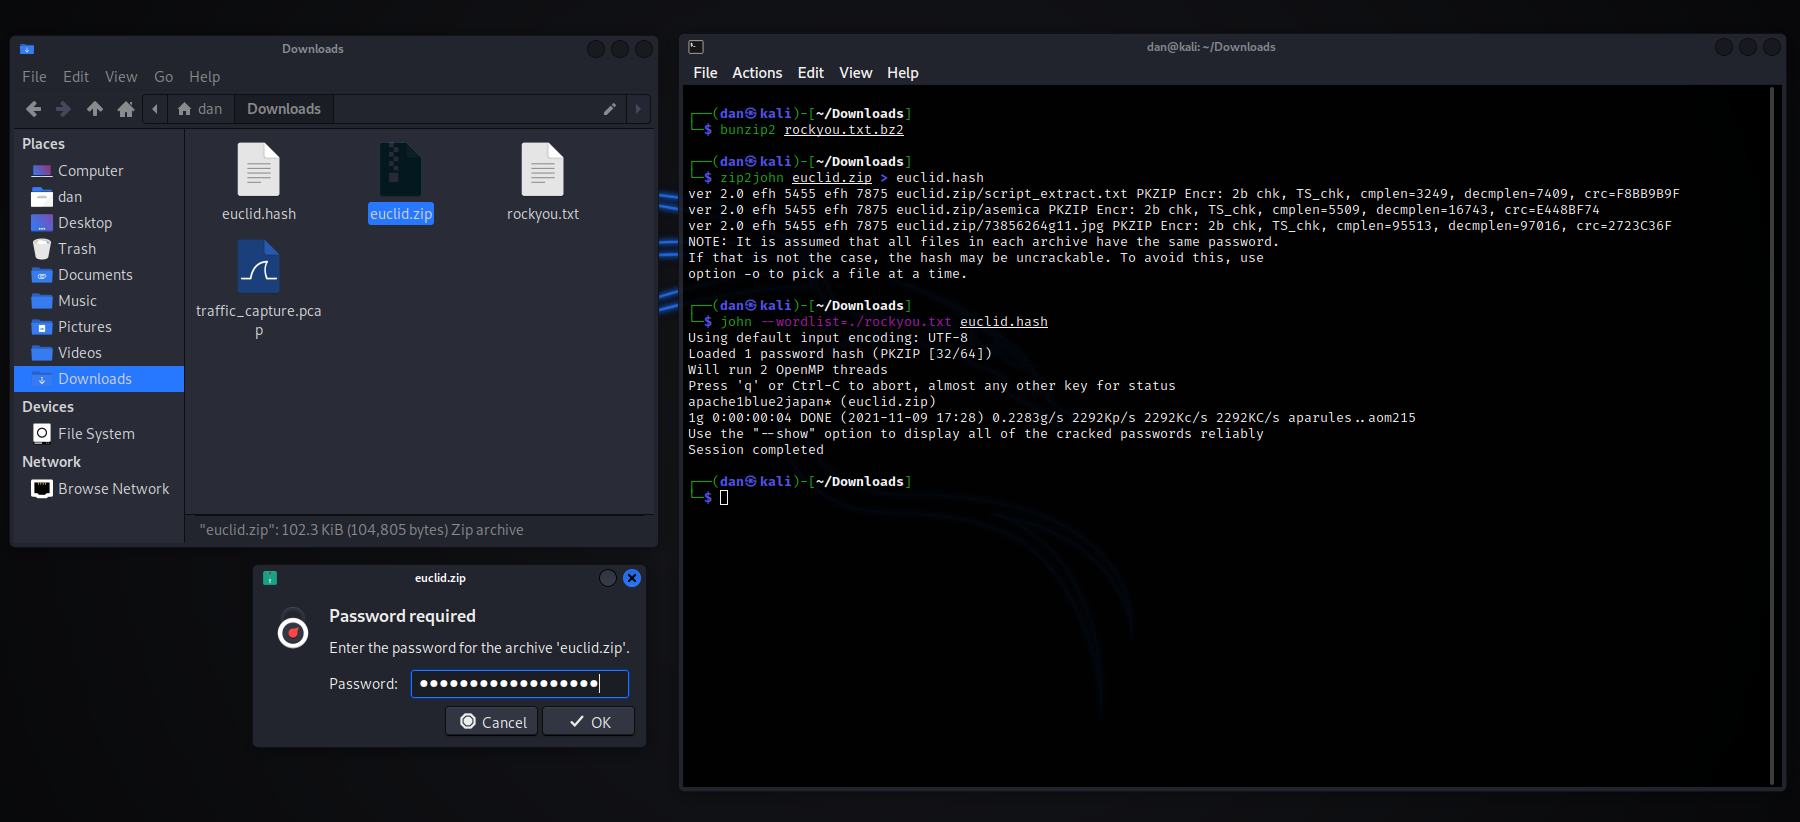 Downloads
File Edit View Go Help
dan Downloads
Places
Computer
dan
Desktop
Trash
Documents
Music
Pictures
Videos
Downloads
Devices
File System
Network
Browse Network
euclid.hash
euclid.zip
rockyou.txt
traffic_capture.pca
p
"euclid.zip": 102.3 KiB (104,805 bytes) Zip archive
euclid.zip
Password required
Enter the password for the archive 'euclid.zip'.
Password: ●●●●●●●●●●●●●●●●●●
Cancel OK
dan@kali: ~/Downloads
File Actions Edit View Help
┌──(dan㉿kali)-[~/Downloads]
└─$ bunzip2 rockyou.txt.bz2
┌──(dan㉿kali)-[~/Downloads]
└─$ zip2john euclid.zip > euclid.hash
ver 2.0 efh 5455 efh 7875 euclid.zip/script_extract.txt PKZIP Encr: 2b chk, TS_chk, cmplen=3249, decmplen=7409, crc=F8BB9B9F
ver 2.0 efh 5455 efh 7875 euclid.zip/asemica PKZIP Encr: 2b chk, TS_chk, cmplen=5509, decmplen=16743, crc=E448BF74
ver 2.0 efh 5455 efh 7875 euclid.zip/73856264g11.jpg PKZIP Encr: 2b chk, TS_chk, cmplen=95513, decmplen=97016, crc=2723C36F
NOTE: It is assumed that all files in each archive have the same password.
If that is not the case, the hash may be uncrackable. To avoid this, use
option -o to pick a file at a time.
┌──(dan㉿kali)-[~/Downloads]
└─$ john --wordlist=./rockyou.txt euclid.hash
Using default input encoding: UTF-8
Loaded 1 password hash (PKZIP [32/64])
Will run 2 OpenMP threads
Press 'q' or Ctrl-C to abort, almost any other key for status
apache1blue2japan* (euclid.zip)
1g 0:00:00:04 DONE (2021-11-09 17:28) 0.2283g/s 2292Kp/s 2292Kc/s 2292KC/s aparules..aom215
Use the "--show" option to display all of the cracked passwords reliably
Session completed
┌──(dan㉿kali)-[~/Downloads]
└─$